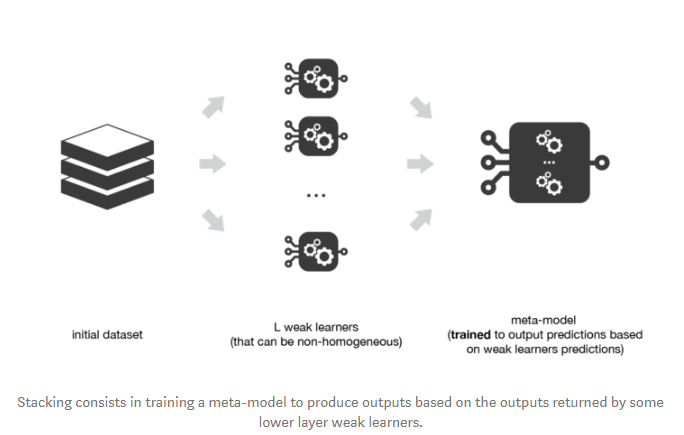 ...
...
initial dataset
L weak learners
(that can be non-homogeneous)
meta-model
(trained to output predictions based
on weak learners predictions)
Stacking consists in training a meta-model to produce outputs based on the outputs returned by some
lower layer weak learners.